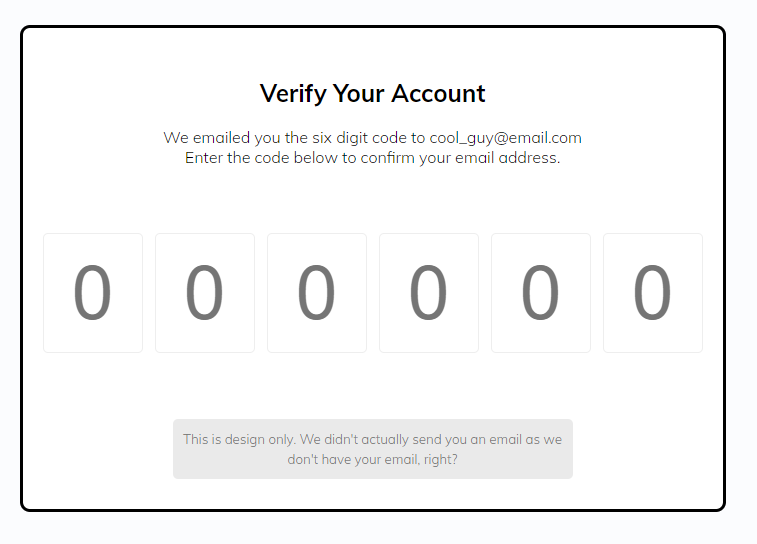 Verify Your Account
We emailed you the six digit code to cool_guy@email.com
Enter the code below to confirm your email address.
0 0 0 0 0 0
This is design only. We didn't actually send you an email as we
don't have your email, right?